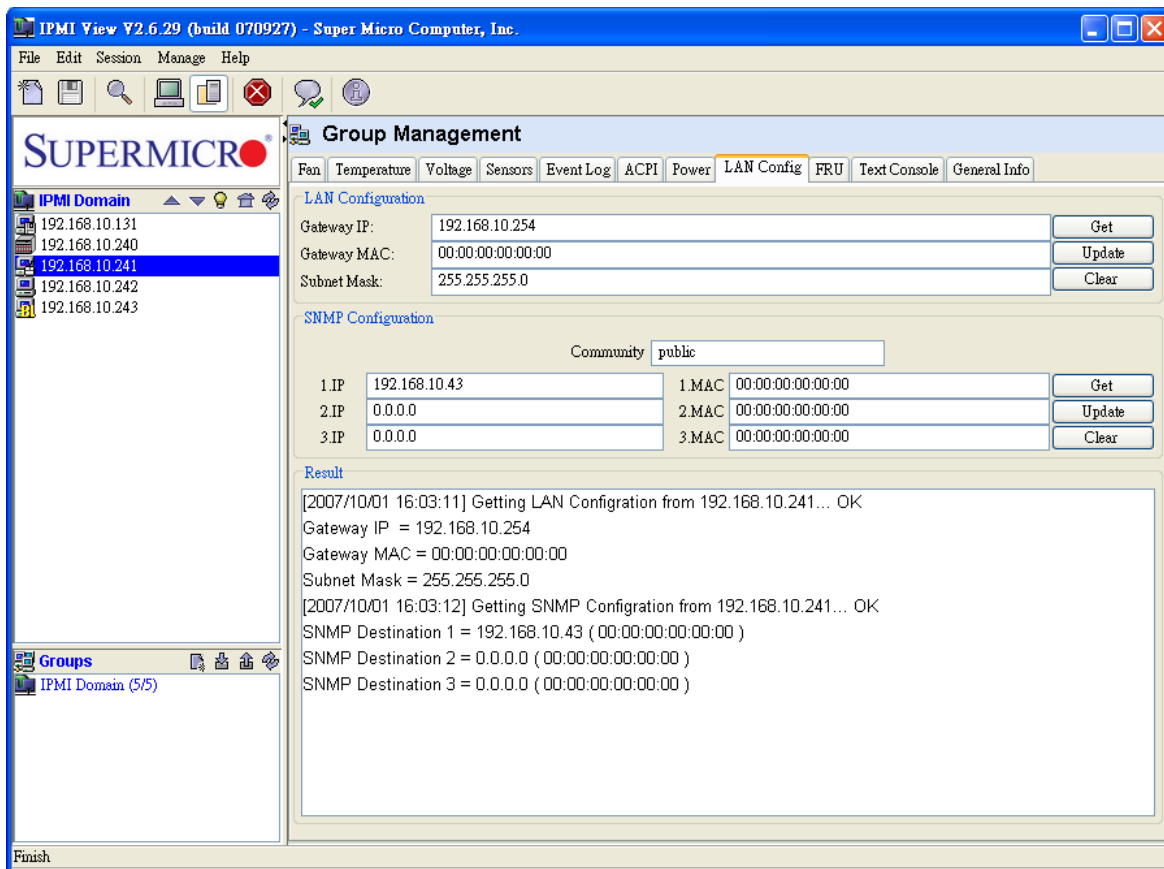 IPMI View V2.6.29 (build 070927) - Super Micro Computer, Inc.
File Edit Session Manage Help
SUPERMICRO®
Group Management
Fan Temperature Voltage Sensors Event Log ACPI Power LAN Config FRU Text Console General Info
IPMI Domain
192.168.10.131
192.168.10.240
192.168.10.241
192.168.10.242
192.168.10.243
LAN Configuration
Gateway IP: 192.168.10.254 Get
Gateway MAC: 00:00:00:00:00:00 Update
Subnet Mask: 255.255.255.0 Clear
SNMP Configuration
Community public
1.IP 192.168.10.43 1.MAC 00:00:00:00:00:00 Get
2.IP 0.0.0.0 2.MAC 00:00:00:00:00:00 Update
3.IP 0.0.0.0 3.MAC 00:00:00:00:00:00 Clear
Result
[2007/10/01 16:03:11] Getting LAN Configration from 192.168.10.241... OK
Gateway IP = 192.168.10.254
Gateway MAC = 00:00:00:00:00:00
Subnet Mask = 255.255.255.0
[2007/10/01 16:03:12] Getting SNMP Configration from 192.168.10.241... OK
SNMP Destination 1 = 192.168.10.43 ( 00:00:00:00:00:00 )
SNMP Destination 2 = 0.0.0.0 ( 00:00:00:00:00:00 )
SNMP Destination 3 = 0.0.0.0 ( 00:00:00:00:00:00 )
Groups
IPMI Domain (5/5)
Finish